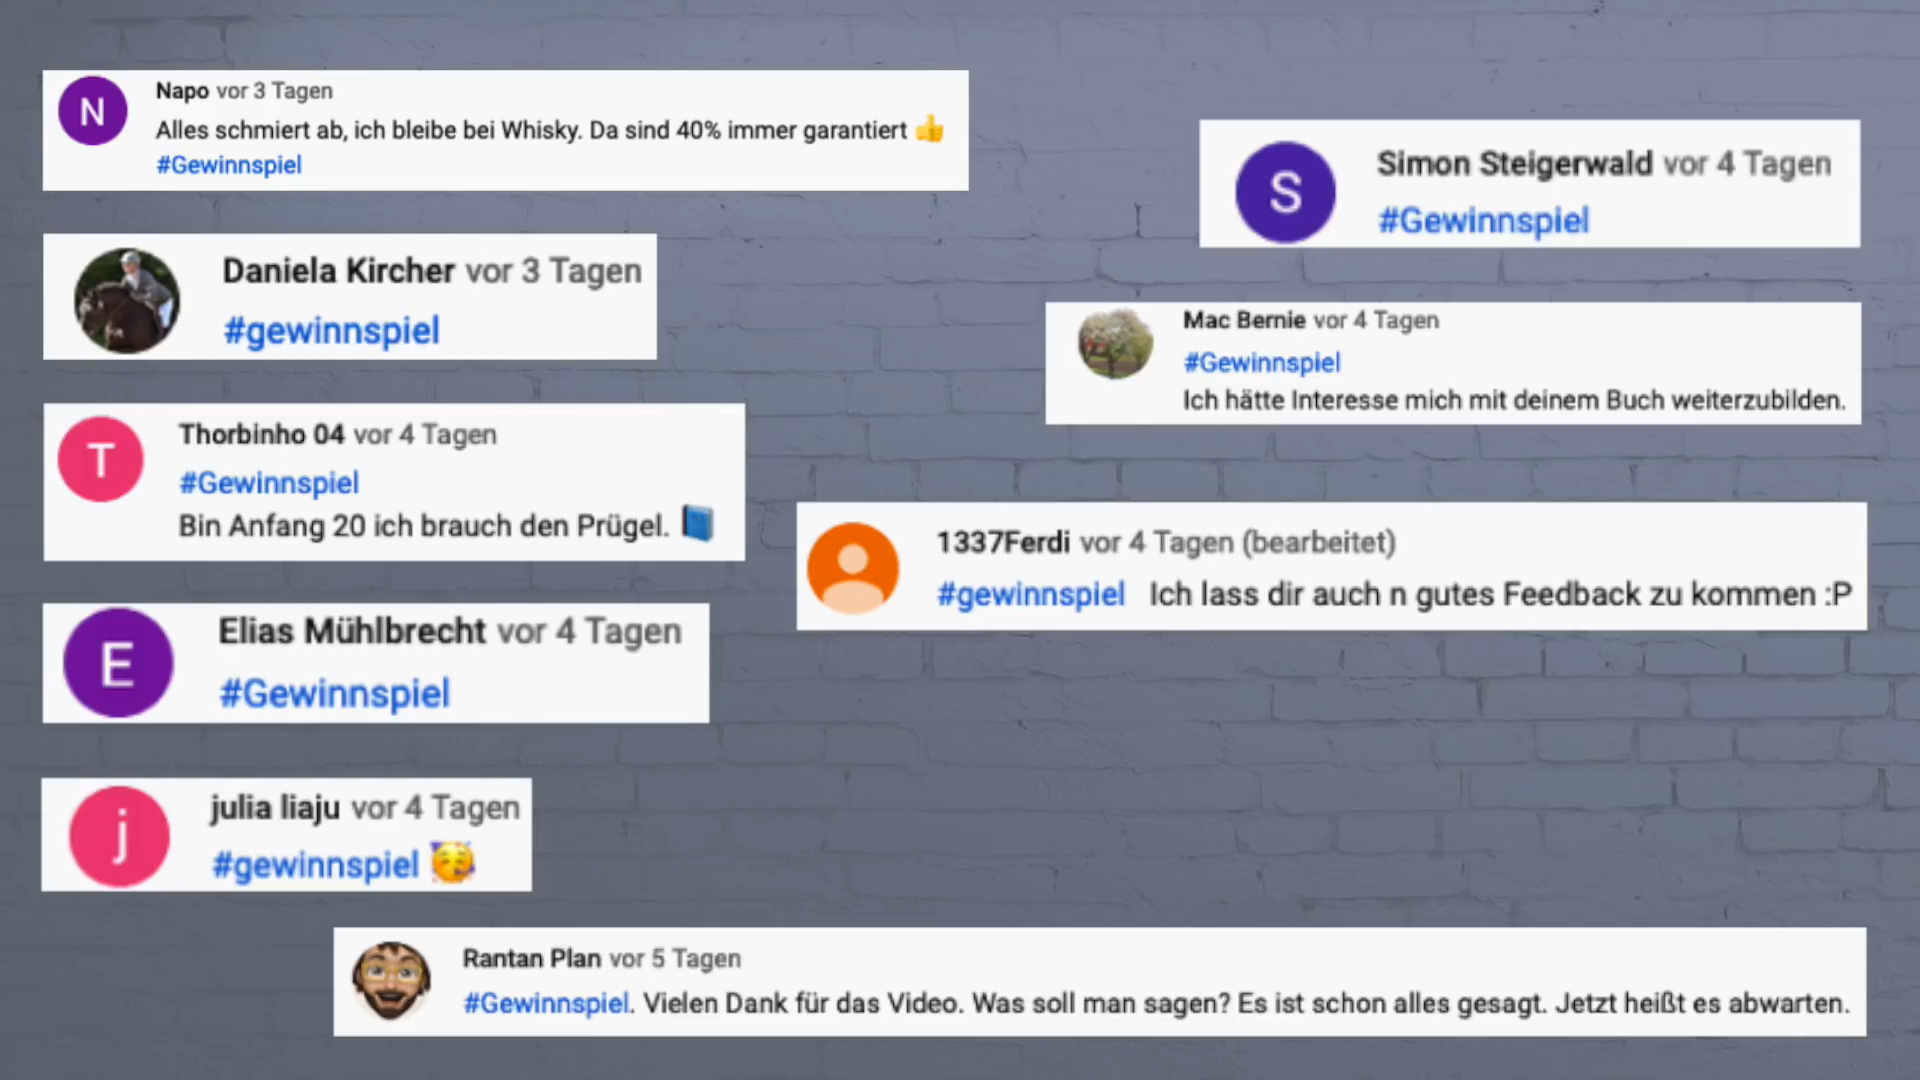 N
Napo vor 3 Tagen
Alles schmiert ab, ich bleibe bei Whisky. Da sind 40% immer garantiert 👍
#Gewinnspiel
Daniela Kircher vor 3 Tagen
#gewinnspiel
T
Thorbinho 04 vor 4 Tagen
#Gewinnspiel
Bin Anfang 20 ich brauch den Prügel. 📘
E
Elias Mühlbrecht vor 4 Tagen
#Gewinnspiel
j
julia liaju vor 4 Tagen
#gewinnspiel 🥳
S
Simon Steigerwald vor 4 Tagen
#Gewinnspiel
Mac Bernie vor 4 Tagen
#Gewinnspiel
Ich hätte Interesse mich mit deinem Buch weiterzubilden.
1337Ferdi vor 4 Tagen (bearbeitet)
#gewinnspiel Ich lass dir auch n gutes Feedback zu kommen :P
Rantan Plan vor 5 Tagen
#Gewinnspiel. Vielen Dank für das Video. Was soll man sagen? Es ist schon alles gesagt. Jetzt heißt es abwarten.